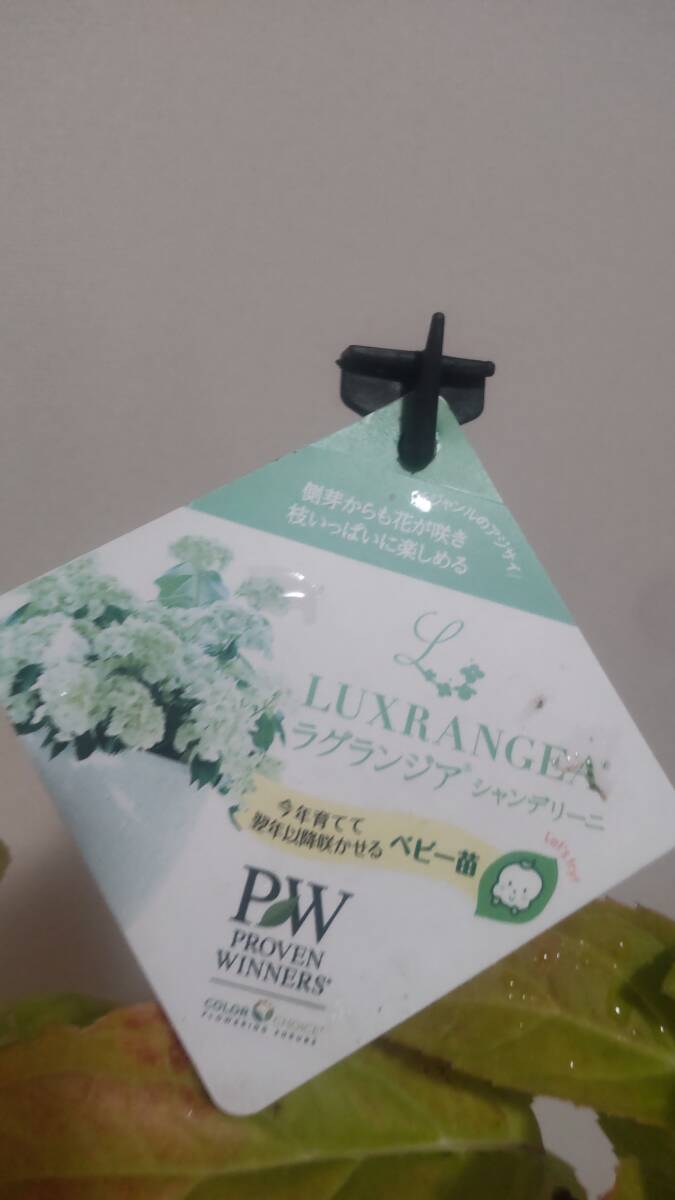 ジャンルのアジサイ!
側芽からも花が咲き
枝いっぱいに楽しめる
L
LUXRANGEA®
ラグランジア® シャンデリーニ
今年育てて
翌年以降咲かせる ベビー苗
Let's try!
PW
PROVEN
WINNERS®
COLOR CHOICE®
FLOWERING SHRUBS